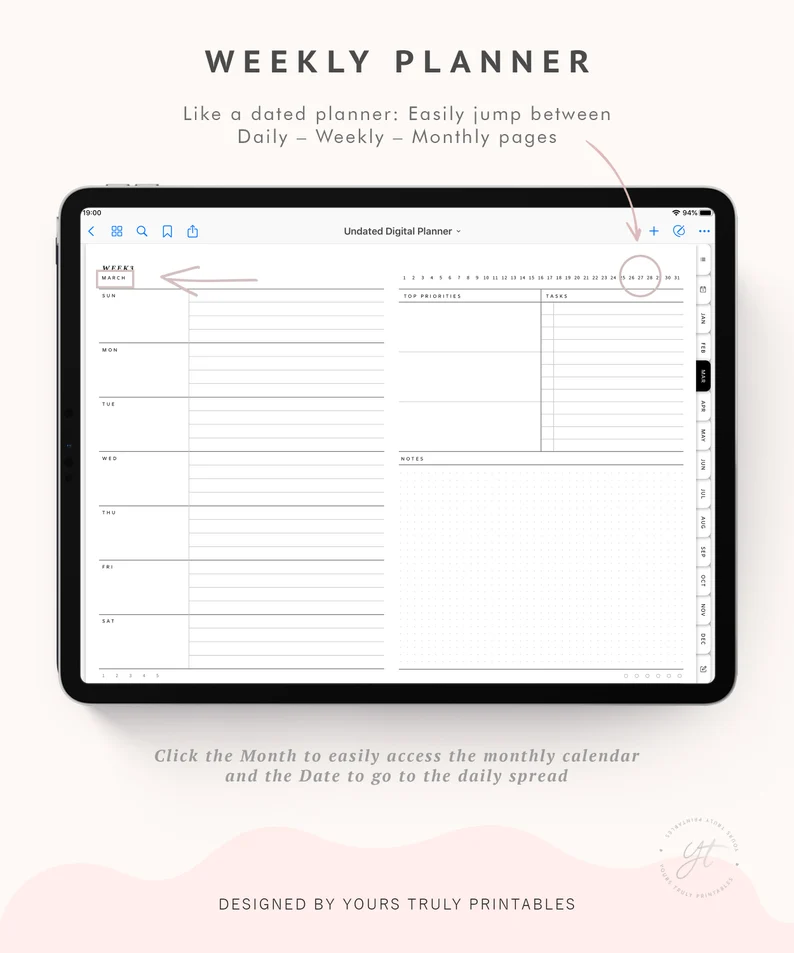 WEEKLY PLANNER
Like a dated planner: Easily jump between
Daily – Weekly – Monthly pages
19:00
94%
Undated Digital Planner
WEEK3
MARCH
1 2 3 4 5 6 7 8 9 10 11 12 13 14 15 16 17 18 19 20 21 22 23 24 25 26 27 28 29 30 31
SUN
MON
TUE
WED
THU
FRI
SAT
1 2 3 4 5
TOP PRIORITIES
TASKS
NOTES
JAN
FEB
MAR
APR
MAY
JUN
JUL
AUG
SEP
OCT
NOV
DEC
Click the Month to easily access the monthly calendar
and the Date to go to the daily spread
YOURS TRULY PRINTABLES
yt
YOURS TRULY PRINTABLES
DESIGNED BY YOURS TRULY PRINTABLES